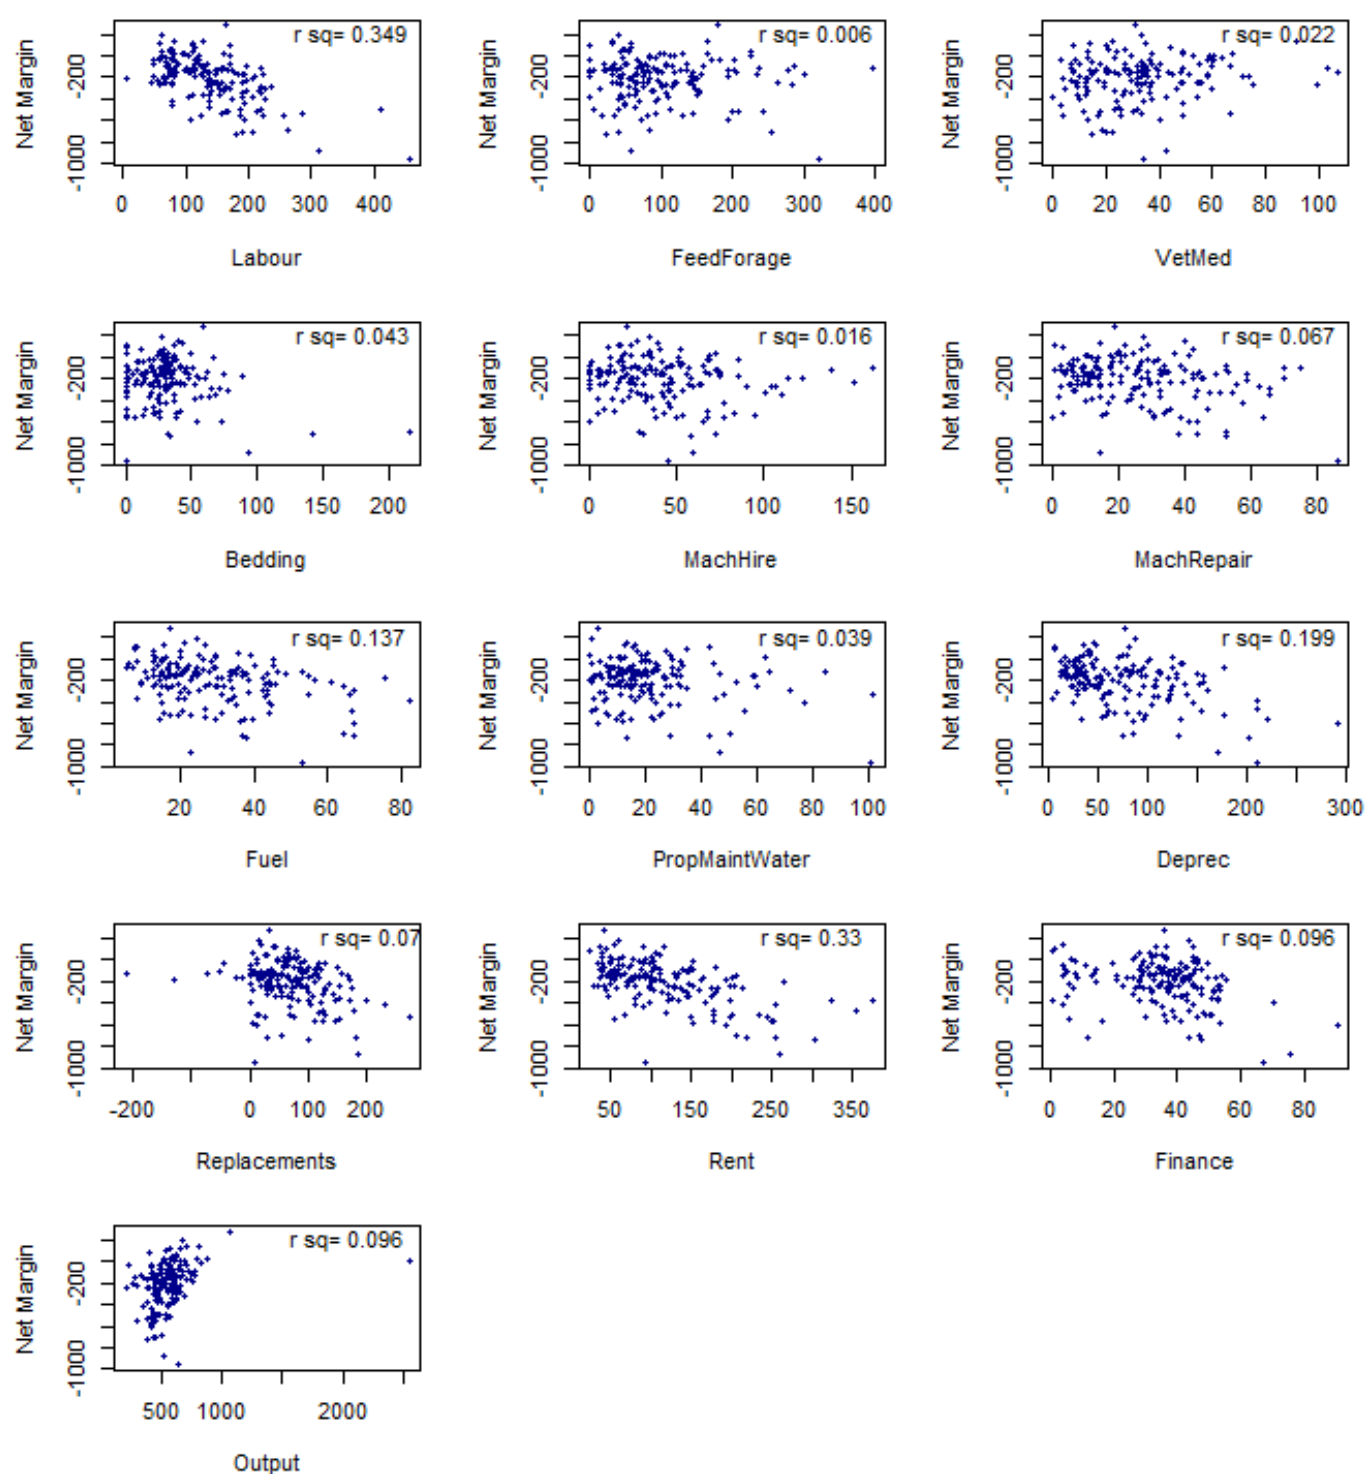 Net Margin
-200
-1000
r sq= 0.349
0 100 200 300 400
Labour
Net Margin
-200
-1000
r sq= 0.006
0 100 200 300 400
FeedForage
Net Margin
-200
-1000
r sq= 0.022
0 20 40 60 80 100
VetMed
Net Margin
-200
-1000
r sq= 0.043
0 50 100 150 200
Bedding
Net Margin
-200
-1000
r sq= 0.016
0 50 100 150
MachHire
Net Margin
-200
-1000
r sq= 0.067
0 20 40 60 80
MachRepair
Net Margin
-200
-1000
r sq= 0.137
20 40 60 80
Fuel
Net Margin
-200
-1000
r sq= 0.039
0 20 40 60 80 100
PropMaintWater
Net Margin
-200
-1000
r sq= 0.199
0 50 100 200 300
Deprec
Net Margin
-200
-1000
r sq= 0.07
-200 0 100 200
Replacements
Net Margin
-200
-1000
r sq= 0.33
50 150 250 350
Rent
Net Margin
-200
-1000
r sq= 0.096
0 20 40 60 80
Finance
Net Margin
-200
-1000
r sq= 0.096
500 1000 2000
Output